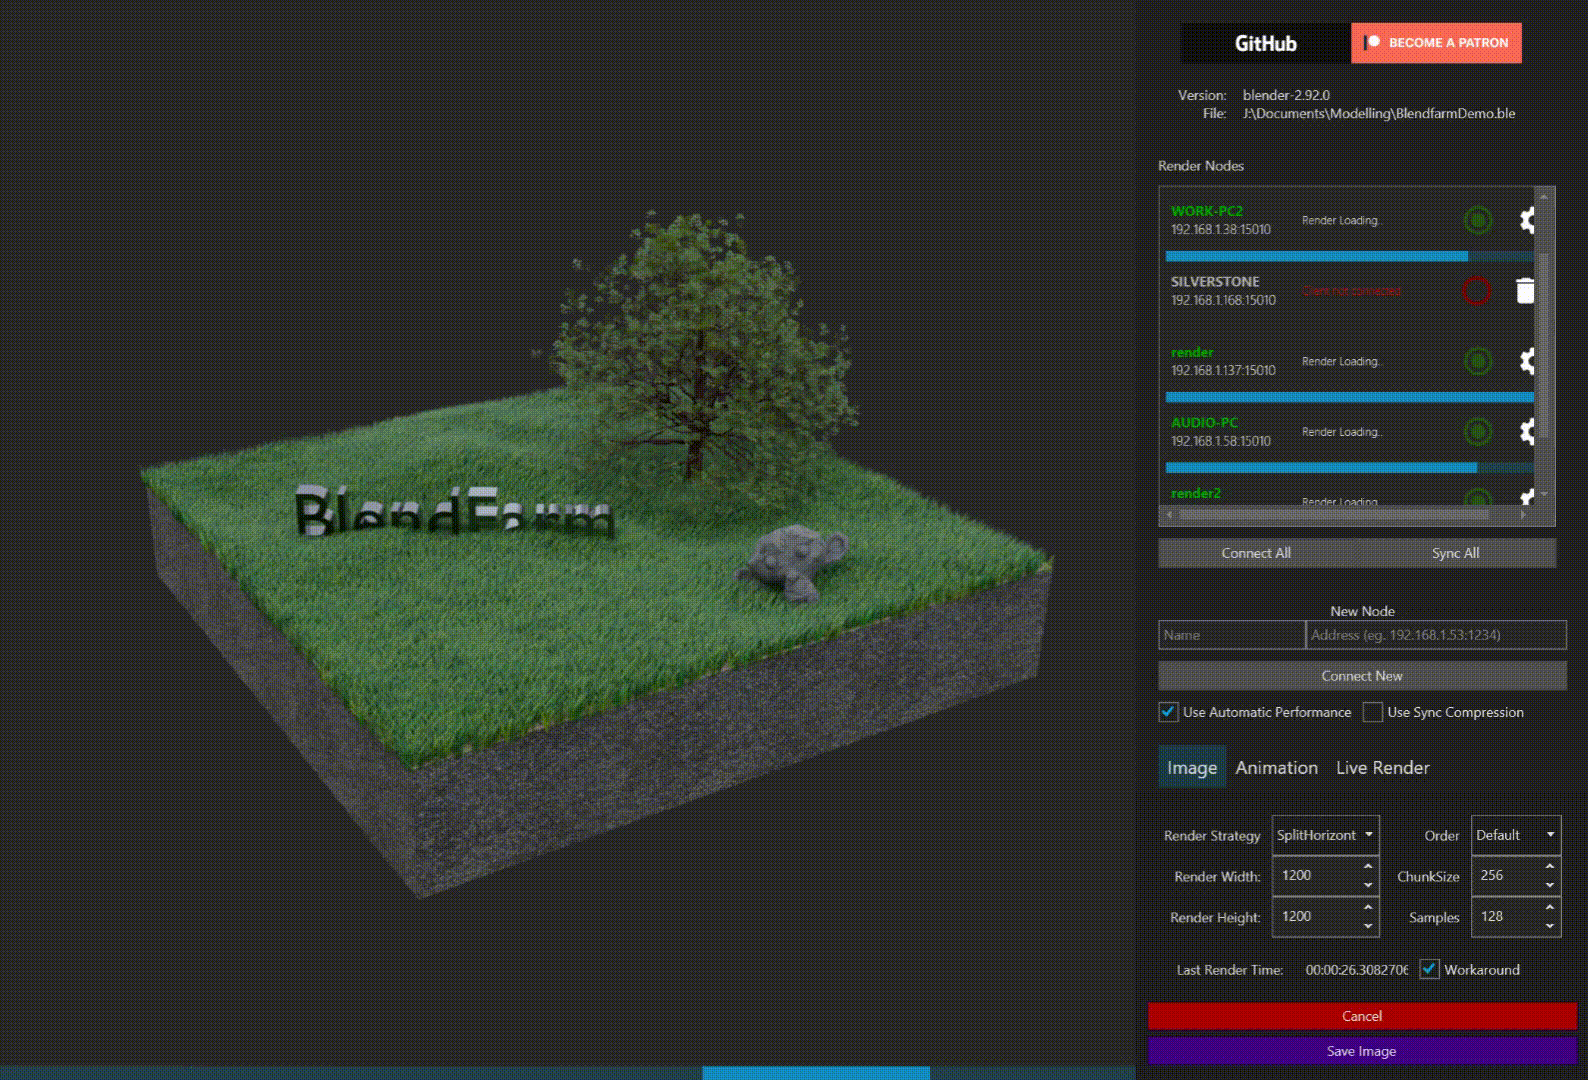 GitHub
BECOME A PATRON
Version: blender-2.92.0
File: J:\Documents\Modelling\BlendfarmDemo.ble
Render Nodes
WORK-PC2
192.168.1.38:15010
Render Loading..
SILVERSTONE
192.168.1.168:15010
Client not connected
render
192.168.1.137:15010
Render Loading..
AUDIO-PC
192.168.1.58:15010
Render Loading..
render2
Render Loading
Connect All
Sync All
New Node
Name
Address (eg. 192.168.1.53:1234)
Connect New
Use Automatic Performance
Use Sync Compression
Image Animation Live Render
Render Strategy SplitHorizont Order Default
Render Width: 1200 ChunkSize 256
Render Height: 1200 Samples 128
Last Render Time: 00:00:26.3082706 Workaround
Cancel
Save Image
BlendFarm